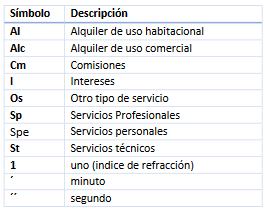 Símbolo Descripción
Al Alquiler de uso habitacional
Alc Alquiler de uso comercial
Cm Comisiones
I Intereses
Os Otro tipo de servicio
Sp Servicios Profesionales
Spe Servicios personales
St Servicios técnicos
1 uno (indice de refracción)
´ minuto
´´ segundo